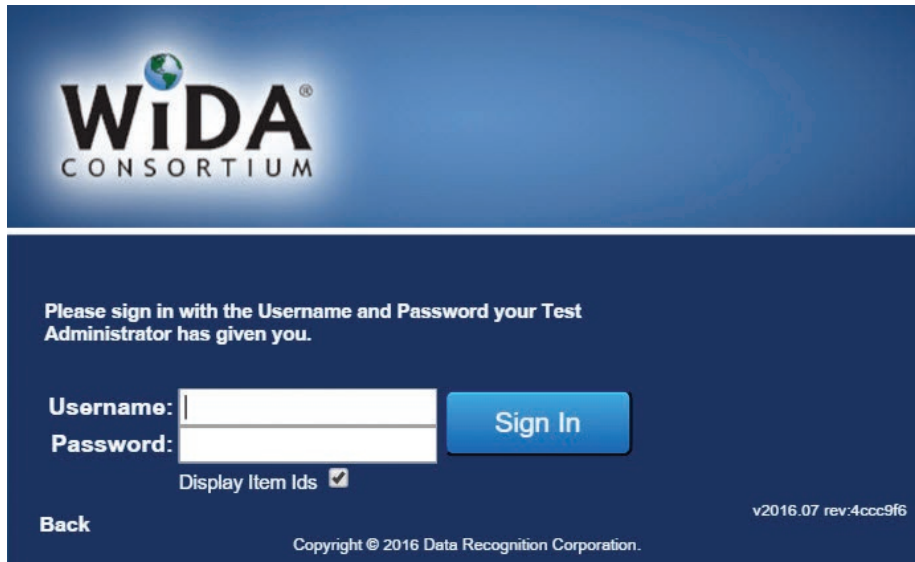 WiDA®
CONSORTIUM
Please sign in with the Username and Password your Test
Administrator has given you.
Username:
Sign In
Password:
Display Item Ids
v2016.07 rev:4ccc9f6
Back
Copyright © 2016 Data Recognition Corporation.